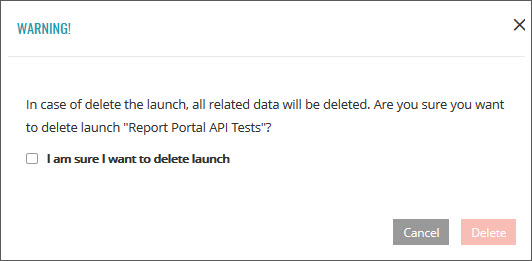 WARNING!
In case of delete the launch, all related data will be deleted. Are you sure you want
to delete launch "Report Portal API Tests"?
I am sure I want to delete launch
Cancel
Delete